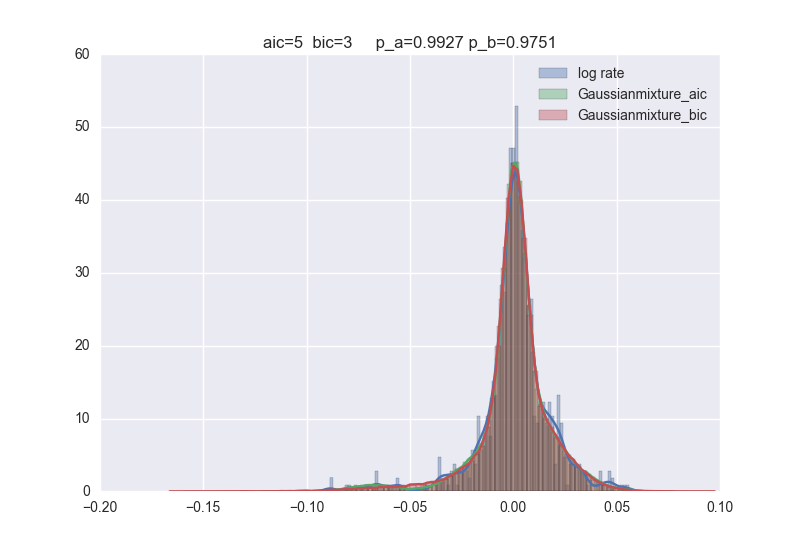 aic=5  bic=3     p_a=0.9927 p_b=0.9751
60
50
40
30
20
10
0
log rate
Gaussianmixture_aic
Gaussianmixture_bic
−0.20 −0.15 −0.10 −0.05 0.00 0.05 0.10